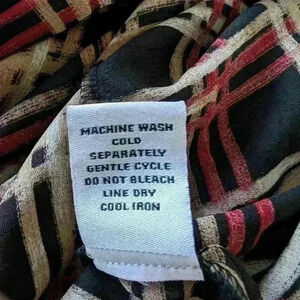 MACHINE WASH
COLD
SEPARATELY
GENTLE CYCLE
DO NOT BLEACH
LINE DRY
COOL IRON